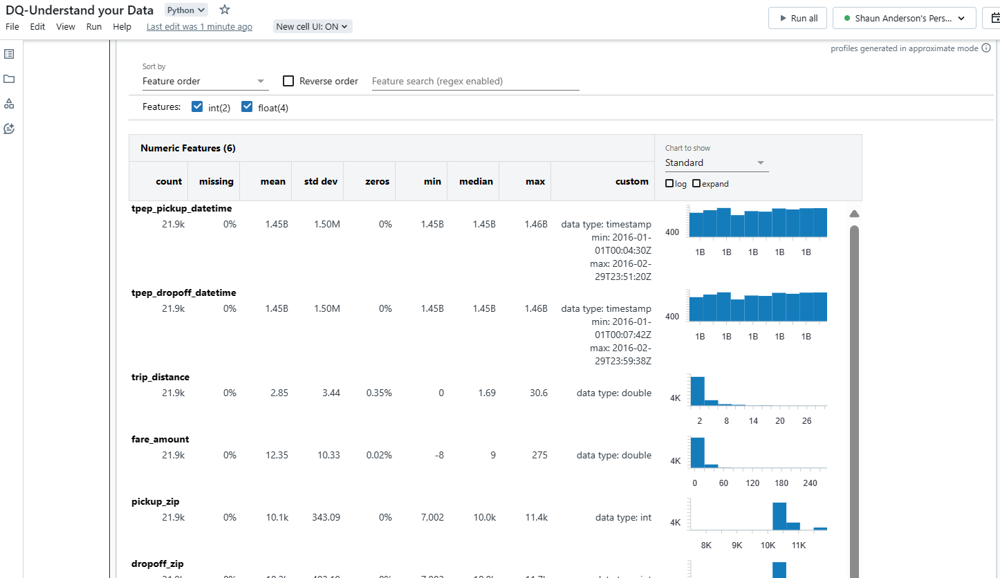 DQ-Understand your Data Python
File Edit View Run Help Last edit was 1 minute ago New cell UI: ON
Run all Shaun Anderson's Pers...
profiles generated in approximate mode
Sort by
Feature order Reverse order Feature search (regex enabled)
Features: int(2) float(4)
Numeric Features (6)
Chart to show
Standard
count missing mean std dev zeros min median max custom
log expand
tpep_pickup_datetime
21.9k 0% 1.45B 1.50M 0% 1.45B 1.45B 1.46B data type: timestamp
min: 2016-01-
01T00:04:30Z
max: 2016-02-
29T23:51:20Z
400
1B 1B 1B 1B 1B
tpep_dropoff_datetime
21.9k 0% 1.45B 1.50M 0% 1.45B 1.45B 1.46B data type: timestamp
min: 2016-01-
01T00:07:42Z
max: 2016-02-
29T23:59:38Z
400
1B 1B 1B 1B 1B
trip_distance
21.9k 0% 2.85 3.44 0.35% 0 1.69 30.6 data type: double
4K
2 8 14 20 26
fare_amount
21.9k 0% 12.35 10.33 0.02% -8 9 275 data type: double
4K
0 60 120 180 240
pickup_zip
21.9k 0% 10.1k 343.09 0% 7,002 10.0k 11.4k data type: int
4K
8K 9K 10K 11K
dropoff_zip